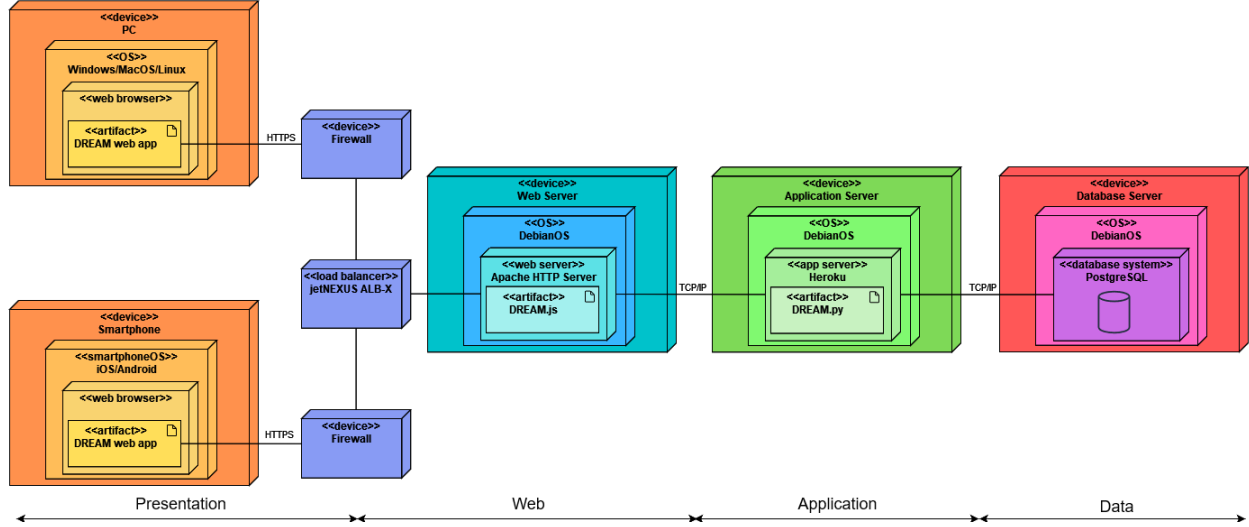 <<device>>
PC
<<OS>>
Windows/MacOS/Linux
<<web browser>>
<<artifact>>
DREAM web app
HTTPS
<<device>>
Firewall
<<load balancer>>
jetNEXUS ALB-X
<<device>>
Smartphone
<<smartphoneOS>>
iOS/Android
<<web browser>>
<<artifact>>
DREAM web app
HTTPS
<<device>>
Firewall
<<device>>
Web Server
<<OS>>
DebianOS
<<web server>>
Apache HTTP Server
<<artifact>>
DREAM.js
TCP/IP
<<device>>
Application Server
<<OS>>
DebianOS
<<app server>>
Heroku
<<artifact>>
DREAM.py
TCP/IP
<<device>>
Database Server
<<OS>>
DebianOS
<<database system>>
PostgreSQL
Presentation
Web
Application
Data